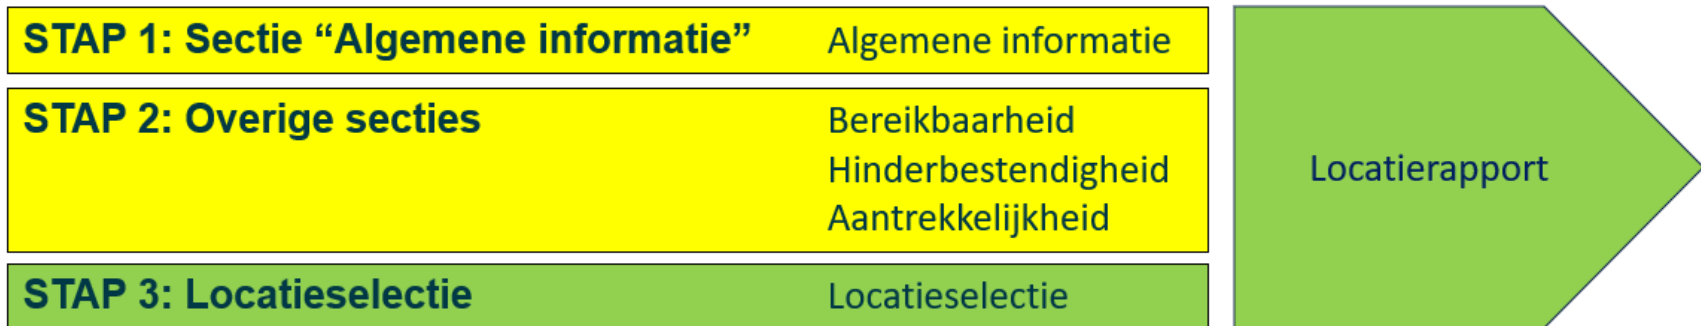 STAP 1: Sectie “Algemene informatie” Algemene informatie
STAP 2: Overige secties Bereikbaarheid
Hinderbestendigheid
Aantrekkelijkheid
STAP 3: Locatieselectie Locatieselectie
Locatierapport